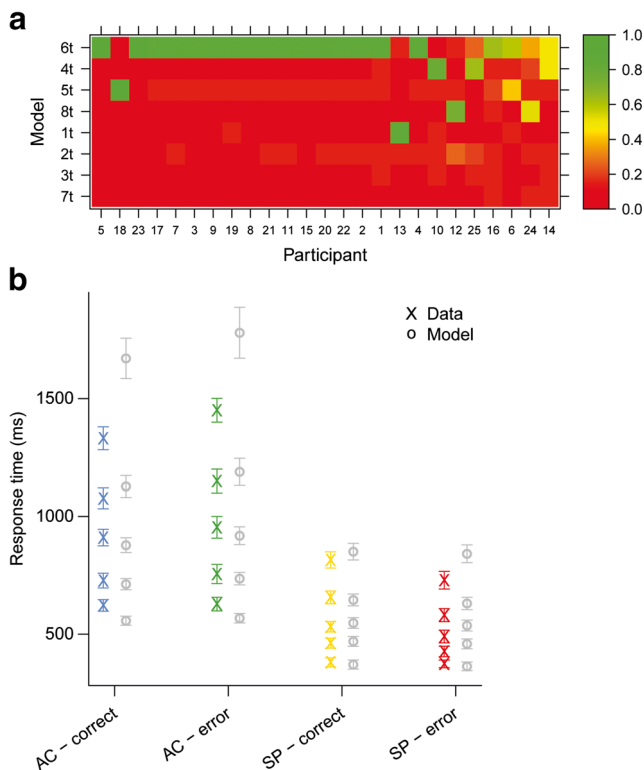 a
6t
4t
5t
8t
1t
2t
3t
7t
Model
1.0
0.8
0.6
0.4
0.2
0.0
5 18 23 17 7 3 9 19 8 21 11 15 20 22 2 1 13 4 10 12 25 16 6 24 14
Participant
b
X Data
o Model
Response time (ms)
1500
1000
500
AC – correct
AC – error
SP – correct
SP – error